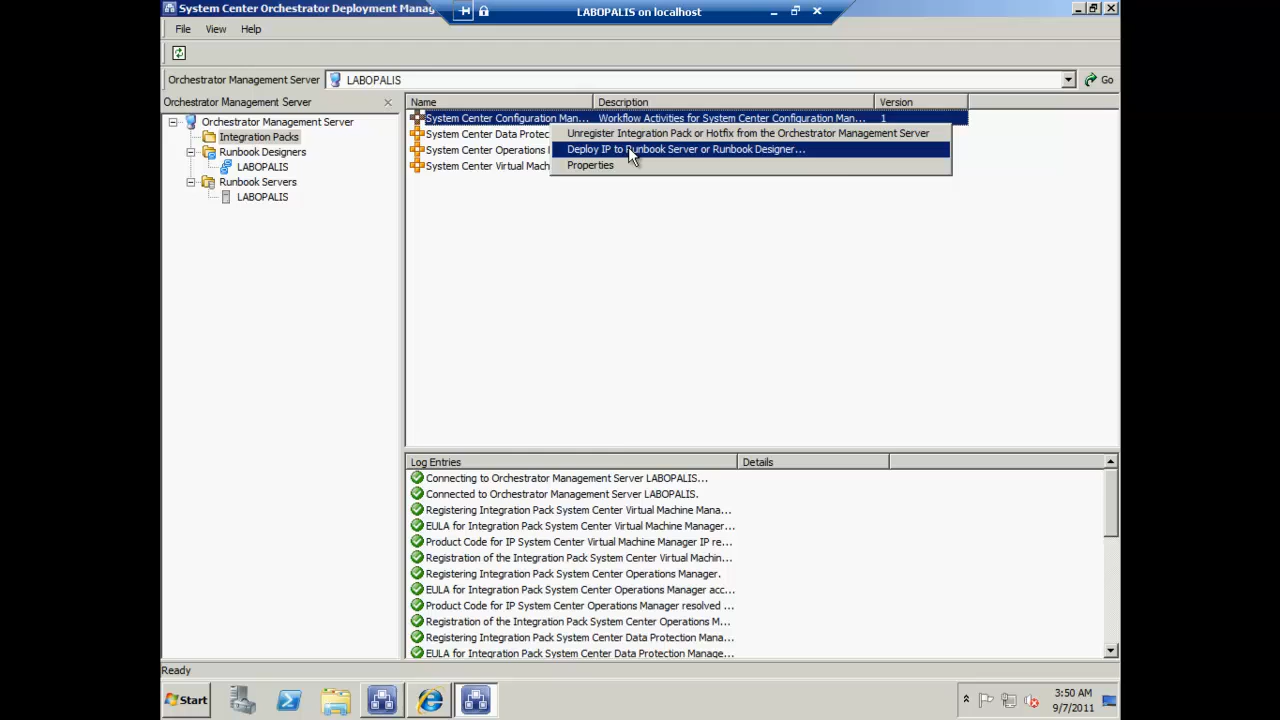 System Center Orchestrator Deployment Manag
LABOPALIS on localhost
File View Help
Orchestrator Management Server LABOPALIS Go
Orchestrator Management Server
Orchestrator Management Server
Integration Packs
Runbook Designers
LABOPALIS
Runbook Servers
LABOPALIS
Name Description Version
System Center Configuration Man... Workflow Activities for System Center Configuration Man... 1
System Center Data Protec
System Center Operations
System Center Virtual Mach
Unregister Integration Pack or Hotfix from the Orchestrator Management Server
Deploy IP to Runbook Server or Runbook Designer...
Properties
Log Entries Details
Connecting to Orchestrator Management Server LABOPALIS...
Connected to Orchestrator Management Server LABOPALIS.
Registering Integration Pack System Center Virtual Machine Mana...
EULA for Integration Pack System Center Virtual Machine Manager...
Product Code for IP System Center Virtual Machine Manager IP re...
Registration of the Integration Pack System Center Virtual Machin...
Registering Integration Pack System Center Operations Manager.
EULA for Integration Pack System Center Operations Manager acc...
Product Code for IP System Center Operations Manager resolved ...
Registration of the Integration Pack System Center Operations M...
Registering Integration Pack System Center Data Protection Mana...
EULA for Integration Pack System Center Data Protection Manage...
Ready
Start
3:50 AM
9/7/2011